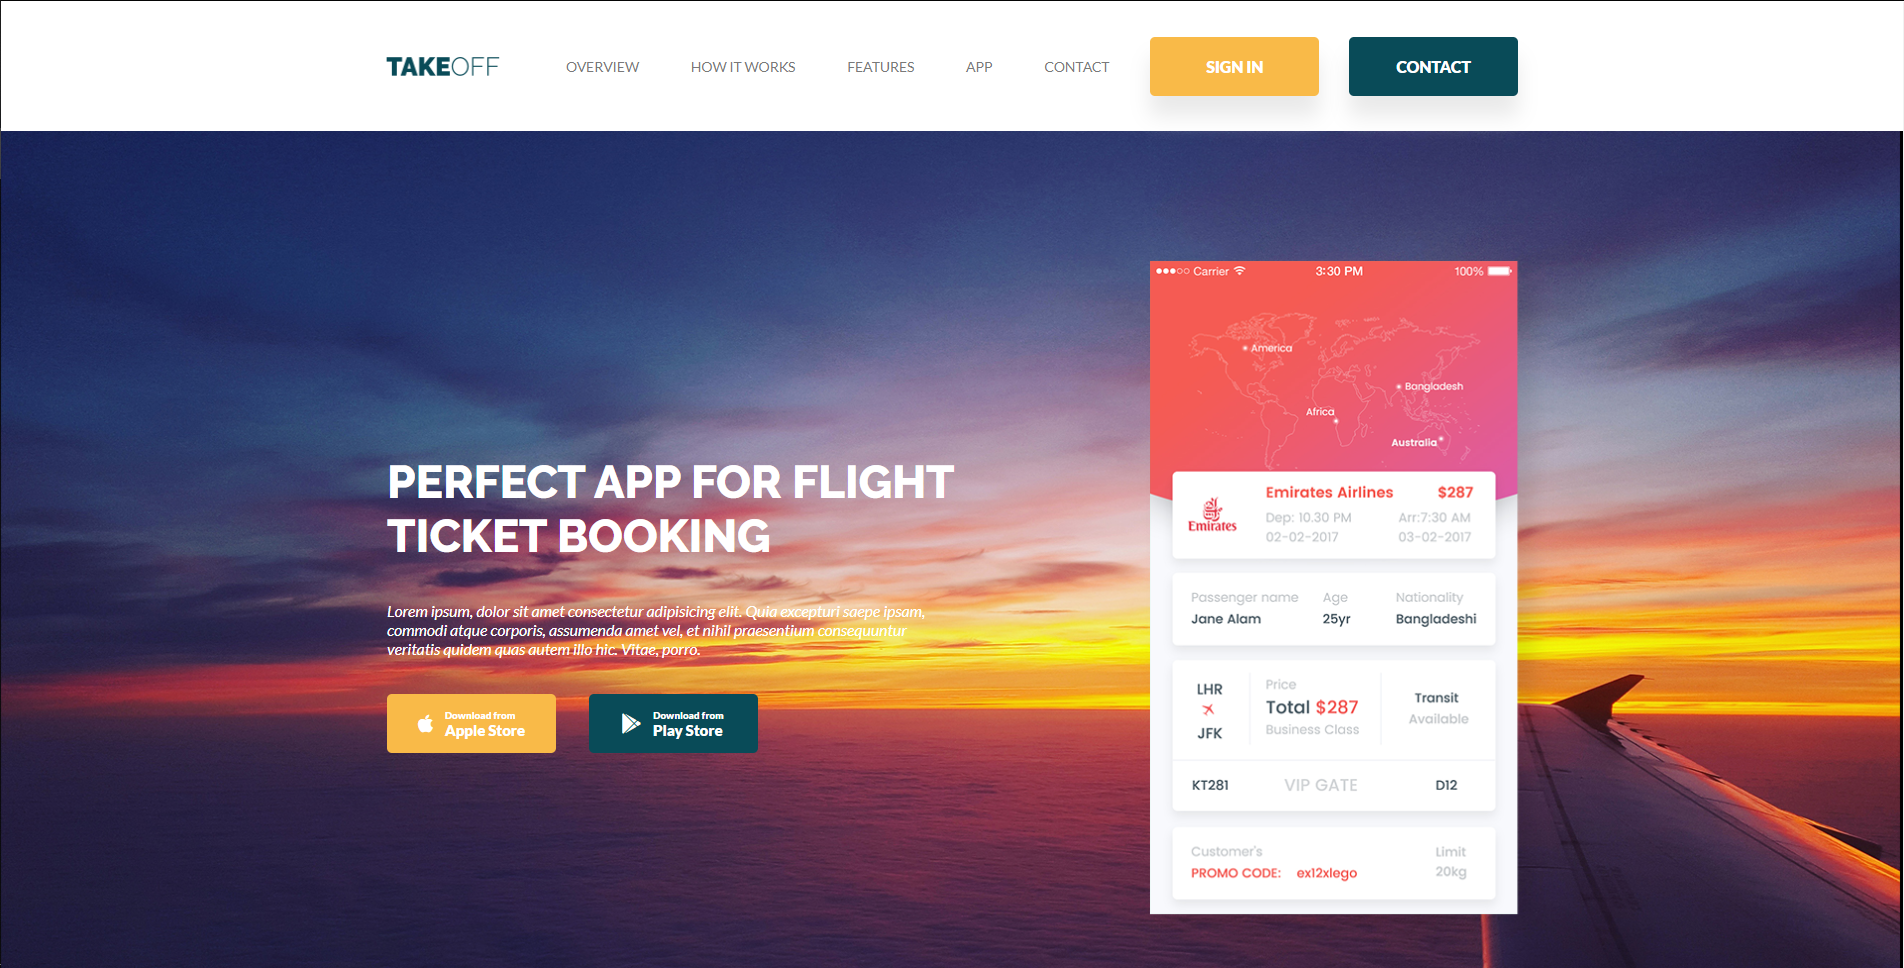 TAKEOFF
OVERVIEW
HOW IT WORKS
FEATURES
APP
CONTACT
SIGN IN
CONTACT
PERFECT APP FOR FLIGHT
TICKET BOOKING
Lorem ipsum, dolor sit amet consectetur adipisicing elit. Quia excepturi saepe ipsam,
commodi atque corporis, assumenda amet vel, et nihil praesentium consequuntur
veritatis quidem quas autem illo hic. Vitae, porro.
Download from
Apple Store
Download from
Play Store
Carrier 3:30 PM 100%
America
Bangladesh
Africa
Australia
Emirates
Emirates Airlines $287
Dep: 10.30 PM Arr:7:30 AM
02-02-2017 03-02-2017
Passenger name Age Nationality
Jane Alam 25yr Bangladeshi
LHR
JFK
Price
Total $287
Business Class
Transit
Available
KT281 VIP GATE D12
Customer's Limit
PROMO CODE: ex12xlego 20kg